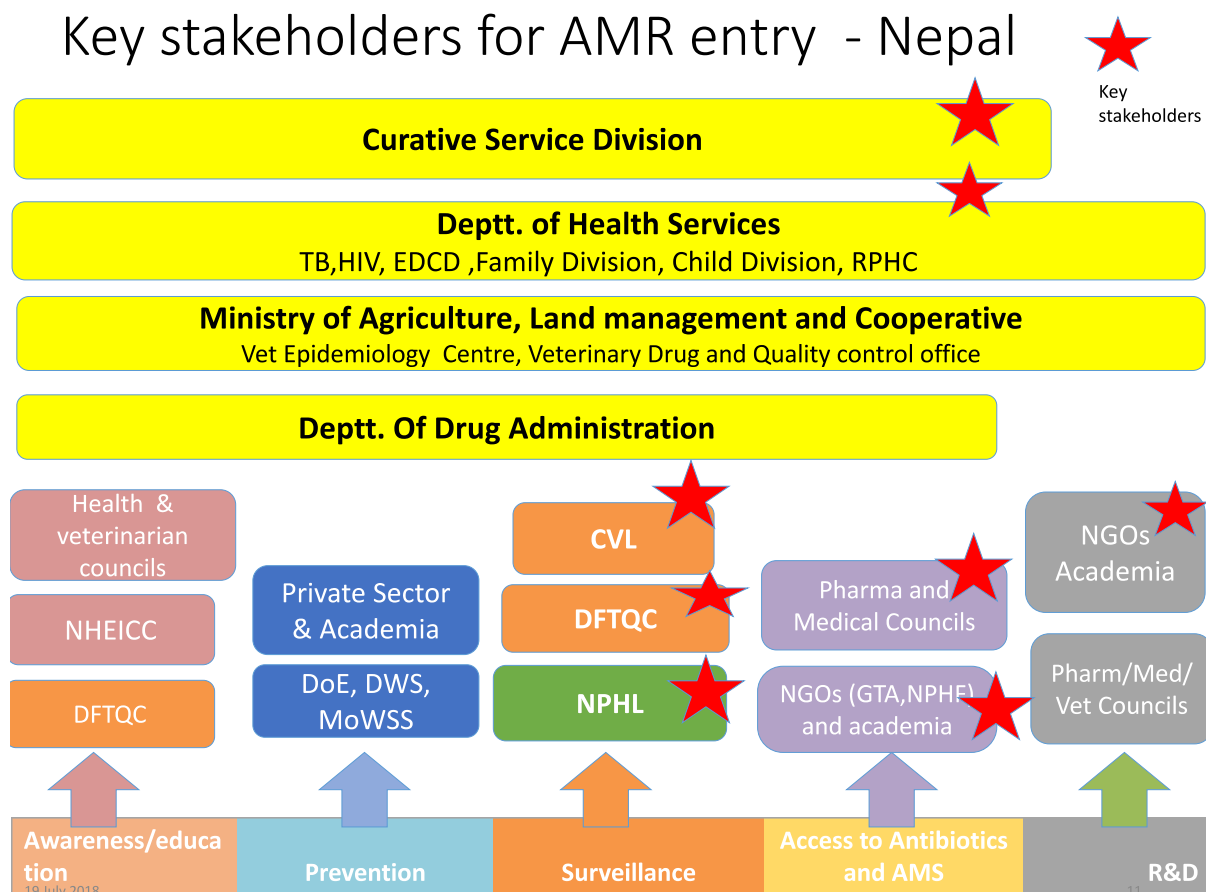 Key stakeholders for AMR entry - Nepal
Key
stakeholders
Curative Service Division
Deptt. of Health Services
TB,HIV, EDCD ,Family Division, Child Division, RPHC
Ministry of Agriculture, Land management and Cooperative
Vet Epidemiology Centre, Veterinary Drug and Quality control office
Deptt. Of Drug Administration
Health &
veterinarian
councils
NHEICC
DFTQC
Private Sector
& Academia
DoE, DWS,
MoWSS
CVL
DFTQC
NPHL
Pharma and
Medical Councils
NGOs (GTA,NPHF)
and academia
NGOs
Academia
Pharm/Med/
Vet Councils
Awareness/educa
tion
Prevention
Surveillance
Access to Antibiotics
and AMS
R&D
19 July 2018
11